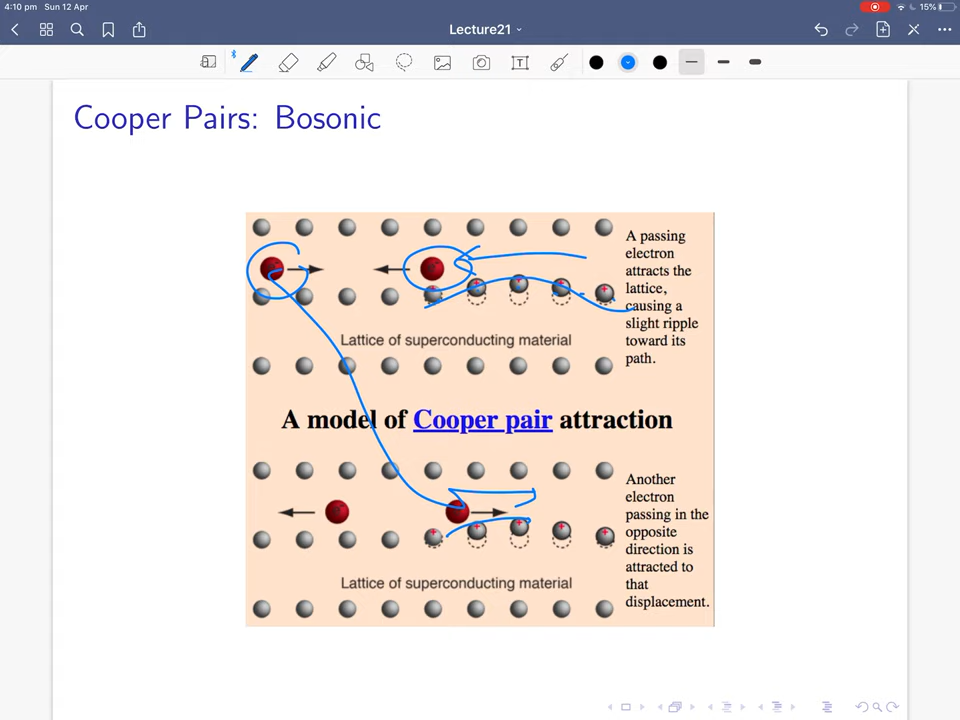 4:10 pm Sun 12 Apr
15%
Lecture21
Cooper Pairs: Bosonic
A passing
electron
attracts the
lattice,
causing a
slight ripple
toward its
path.
Lattice of superconducting material
A model of Cooper pair attraction
Another
electron
passing in the
opposite
direction is
attracted to
that
displacement.
Lattice of superconducting material